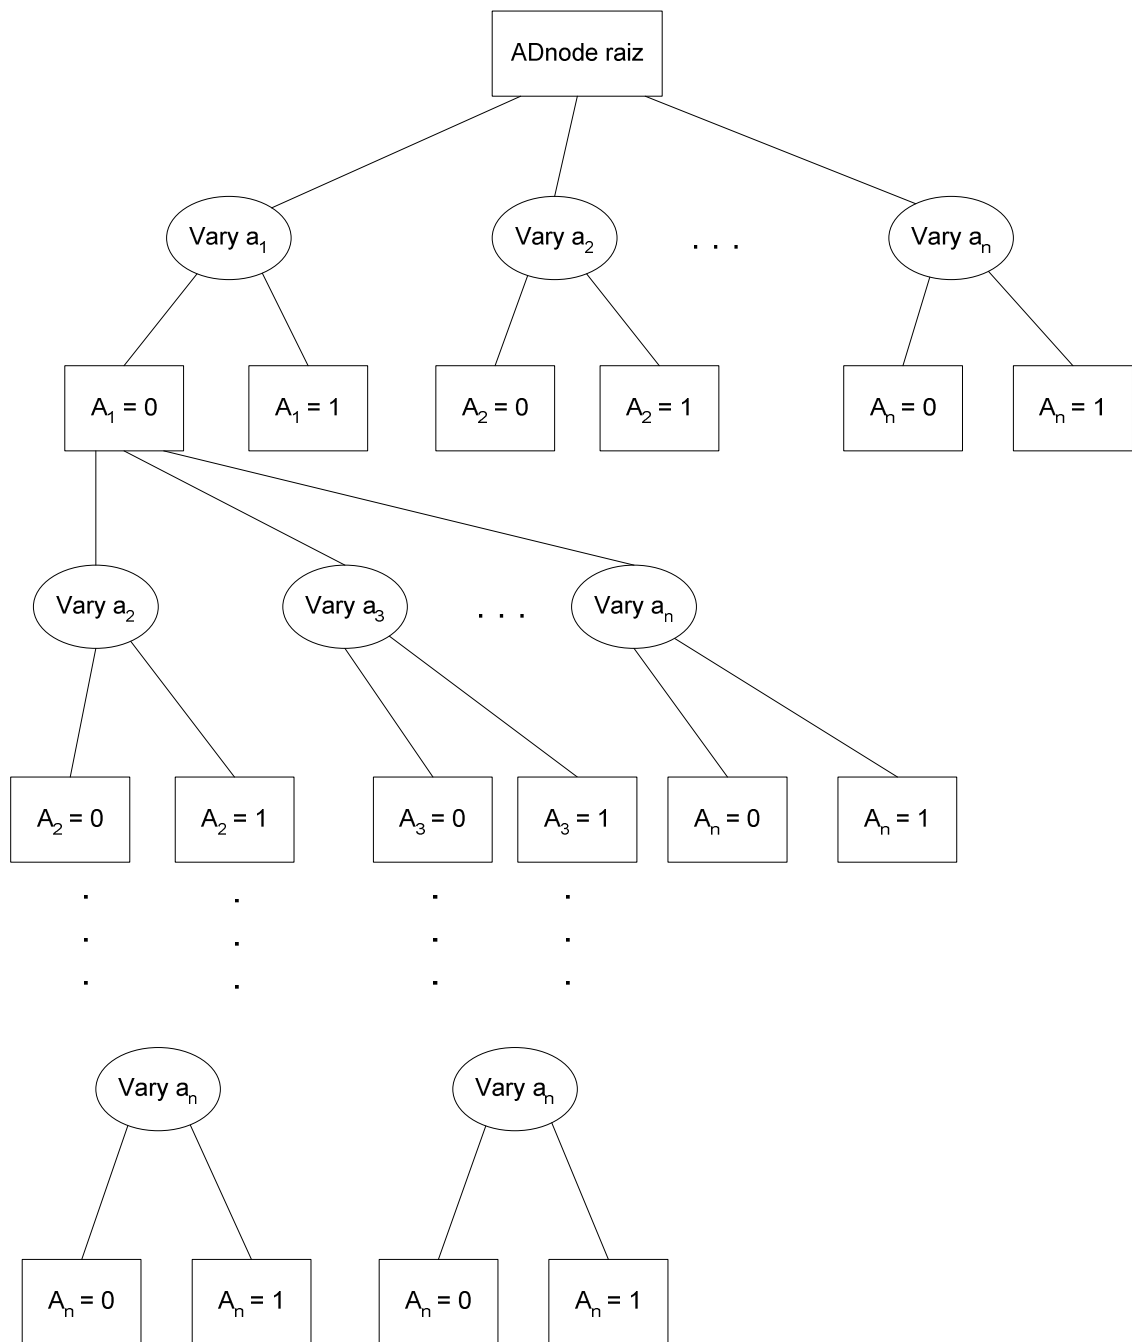 ADnode raiz
Vary a₁
Vary a₂
. . .
Vary aₙ
A₁ = 0
A₁ = 1
A₂ = 0
A₂ = 1
Aₙ = 0
Aₙ = 1
Vary a₂
Vary a₃
. . .
Vary aₙ
A₂ = 0
A₂ = 1
A₃ = 0
A₃ = 1
Aₙ = 0
Aₙ = 1
Vary aₙ
Vary aₙ
Aₙ = 0
Aₙ = 1
Aₙ = 0
Aₙ = 1